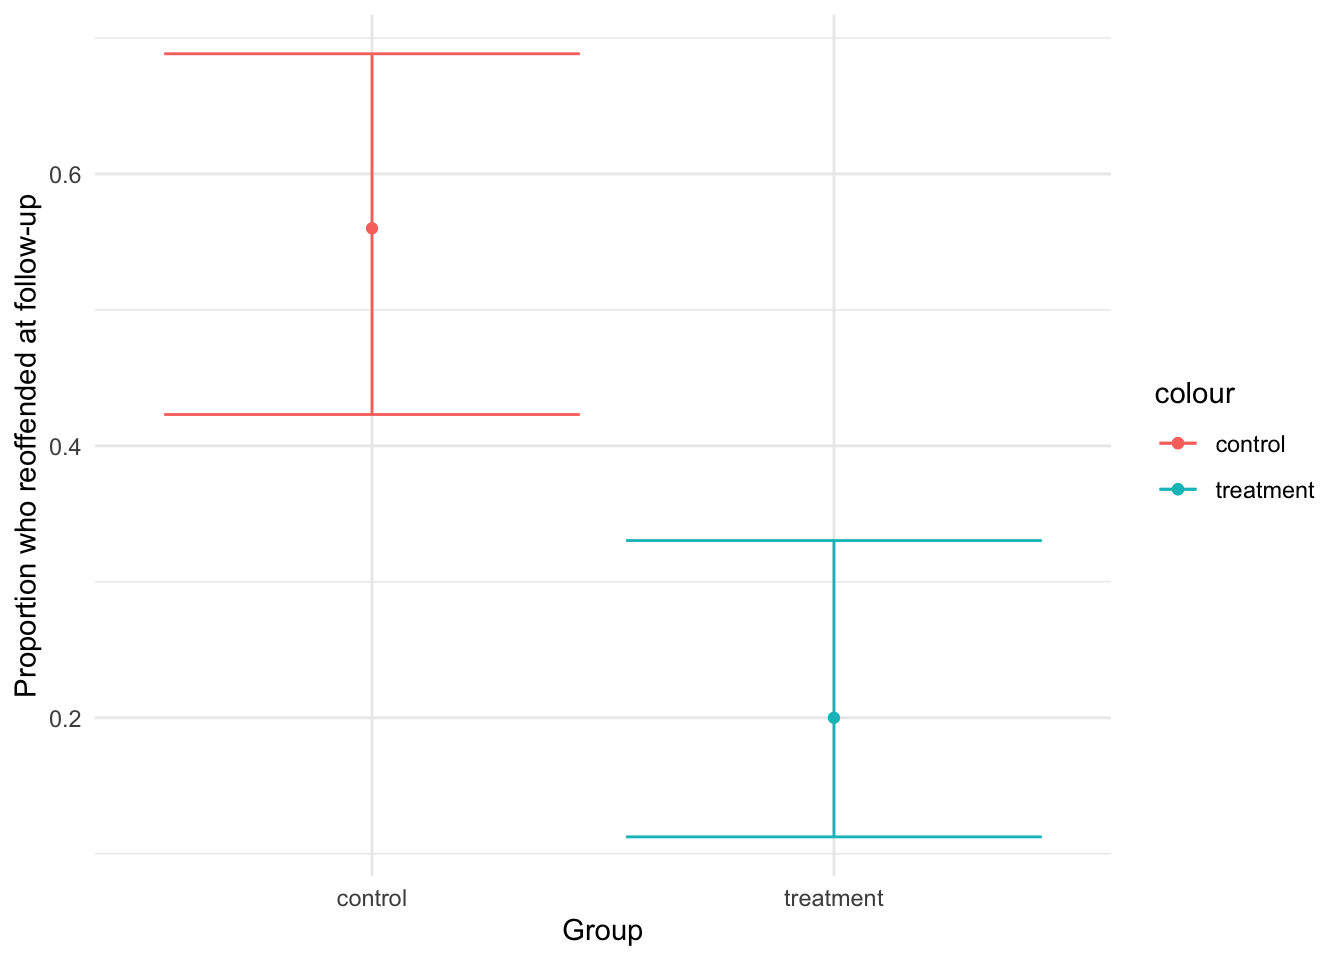 Proportion who reoffended at follow-up
0.6
0.4
0.2
control
treatment
Group
colour
control
treatment